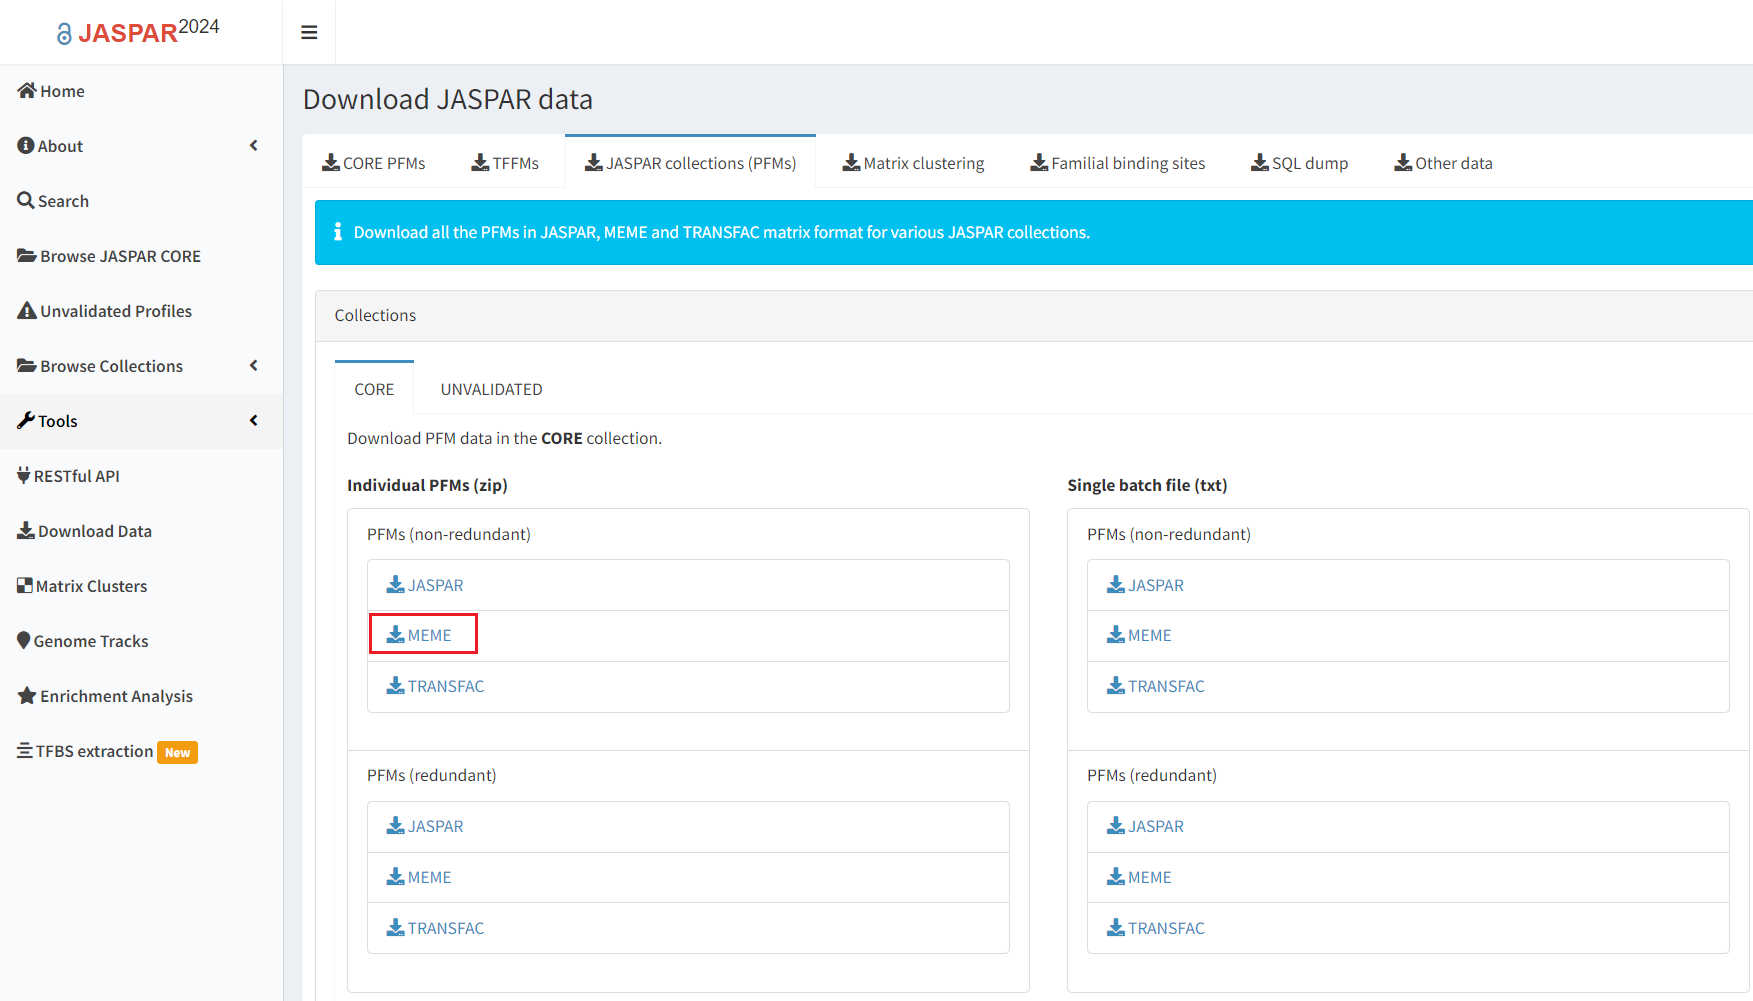 JASPAR2024
Home
About
Search
Browse JASPAR CORE
Unvalidated Profiles
Browse Collections
Tools
RESTful API
Download Data
Matrix Clusters
Genome Tracks
Enrichment Analysis
TFBS extraction New
Download JASPAR data
CORE PFMs TFFMs JASPAR collections (PFMs) Matrix clustering Familial binding sites SQL dump Other data
Download all the PFMs in JASPAR, MEME and TRANSFAC matrix format for various JASPAR collections.
Collections
CORE UNVALIDATED
Download PFM data in the CORE collection.
Individual PFMs (zip)
PFMs (non-redundant)
JASPAR
MEME
TRANSFAC
PFMs (redundant)
JASPAR
MEME
TRANSFAC
Single batch file (txt)
PFMs (non-redundant)
JASPAR
MEME
TRANSFAC
PFMs (redundant)
JASPAR
MEME
TRANSFAC